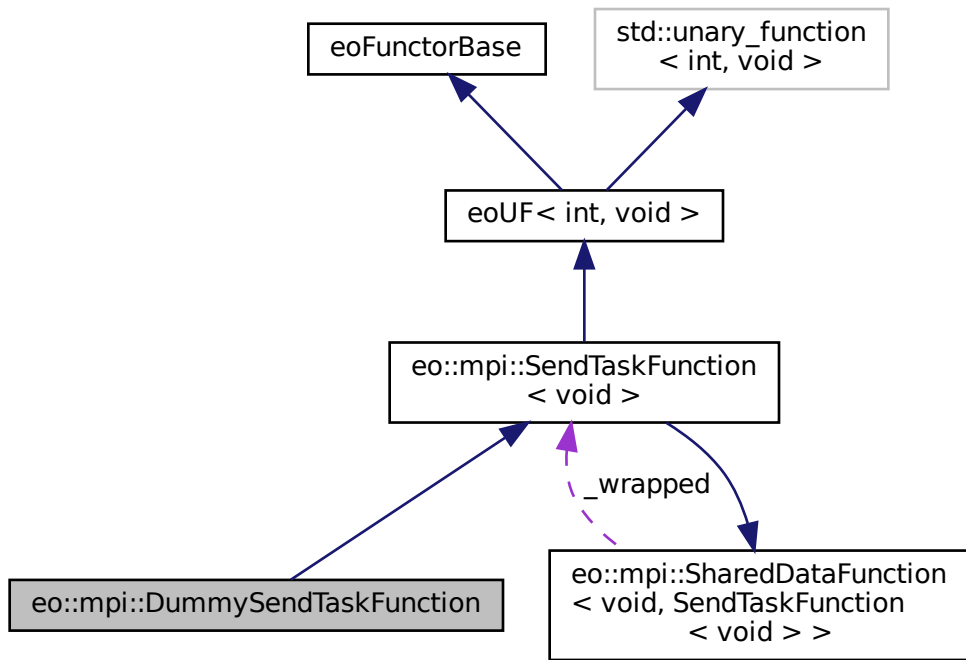 eoFunctorBase
std::unary_function
< int, void >
eoUF< int, void >
eo::mpi::SendTaskFunction
< void >
_wrapped
eo::mpi::DummySendTaskFunction
eo::mpi::SharedDataFunction
< void, SendTaskFunction
< void > >